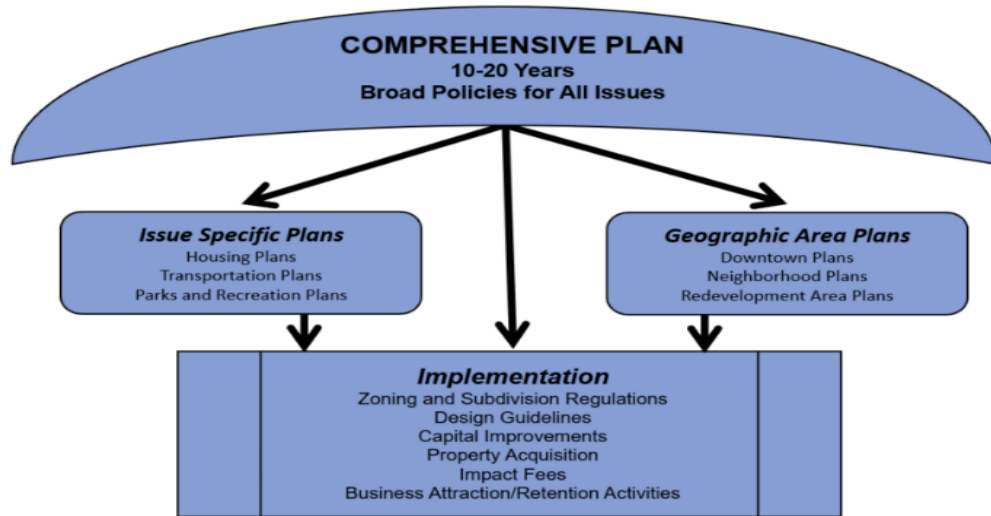 COMPREHENSIVE PLAN
10-20 Years
Broad Policies for All Issues
Issue Specific Plans
Housing Plans
Transportation Plans
Parks and Recreation Plans
Geographic Area Plans
Downtown Plans
Neighborhood Plans
Redevelopment Area Plans
Implementation
Zoning and Subdivision Regulations
Design Guidelines
Capital Improvements
Property Acquisition
Impact Fees
Business Attraction/Retention Activities